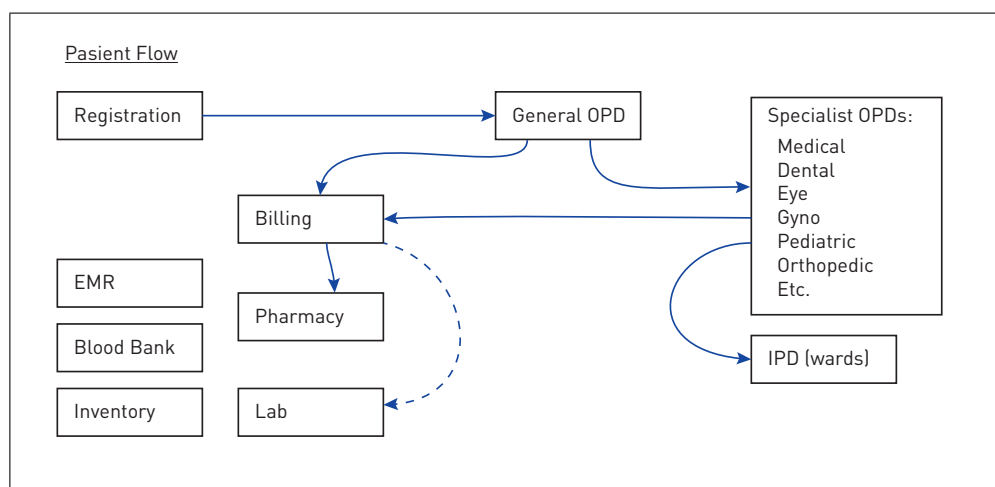 Pasient Flow
Registration
General OPD
Specialist OPDs:
Medical
Dental
Eye
Gyno
Pediatric
Orthopedic
Etc.
Billing
EMR
Pharmacy
Blood Bank
IPD (wards)
Inventory
Lab